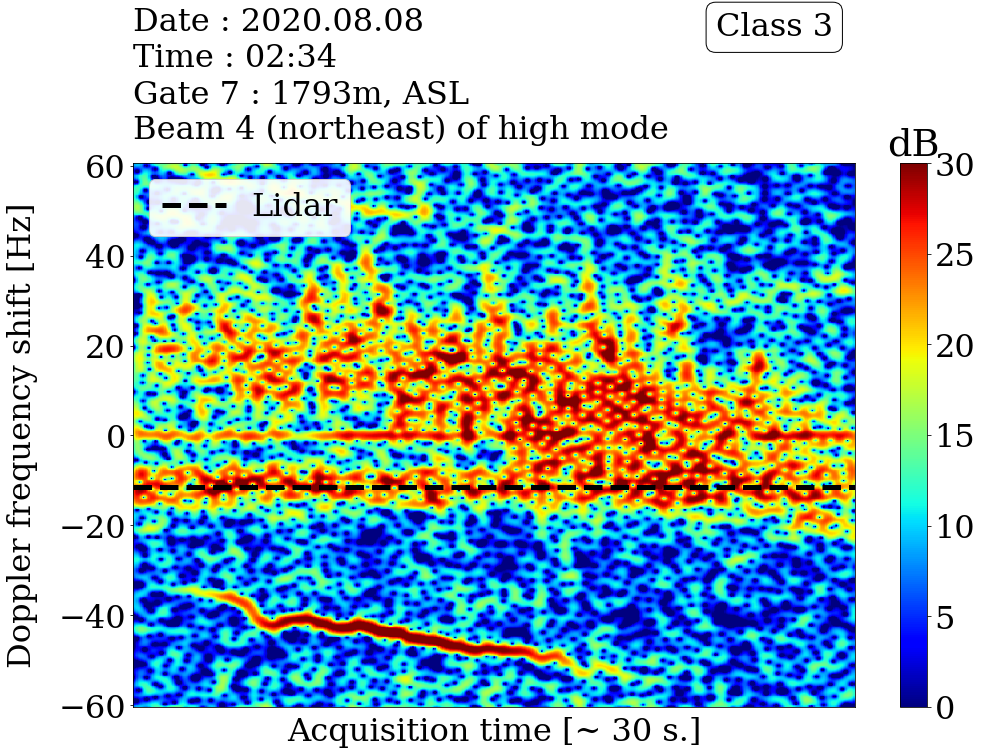 Date : 2020.08.08
Time : 02:34
Gate 7 : 1793m, ASL
Beam 4 (northeast) of high mode
Class 3
dB
Lidar
Doppler frequency shift [Hz]
60
40
20
0
−20
−40
−60
30
25
20
15
10
5
0
Acquisition time [~ 30 s.]